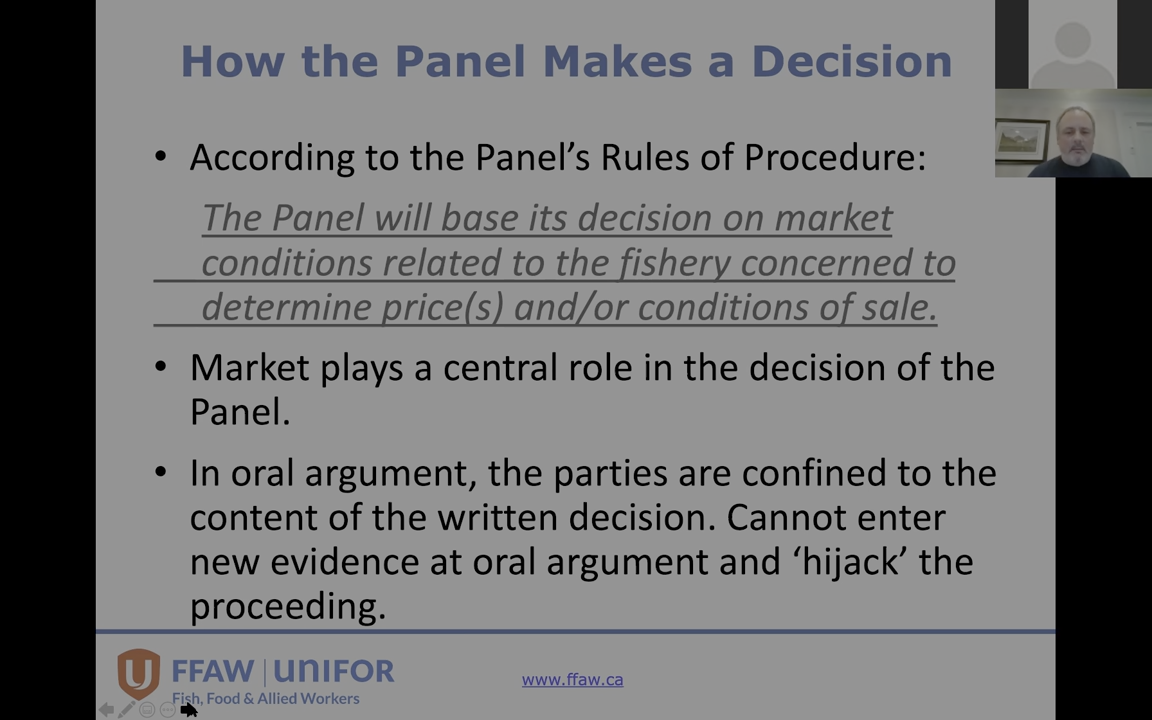 How the Panel Makes a Decision
• According to the Panel’s Rules of Procedure:
The Panel will base its decision on market
conditions related to the fishery concerned to
determine price(s) and/or conditions of sale.
• Market plays a central role in the decision of the
Panel.
• In oral argument, the parties are confined to the
content of the written decision. Cannot enter
new evidence at oral argument and ‘hijack’ the
proceeding.
FFAW | UNIFOR
Fish, Food & Allied Workers
www.ffaw.ca